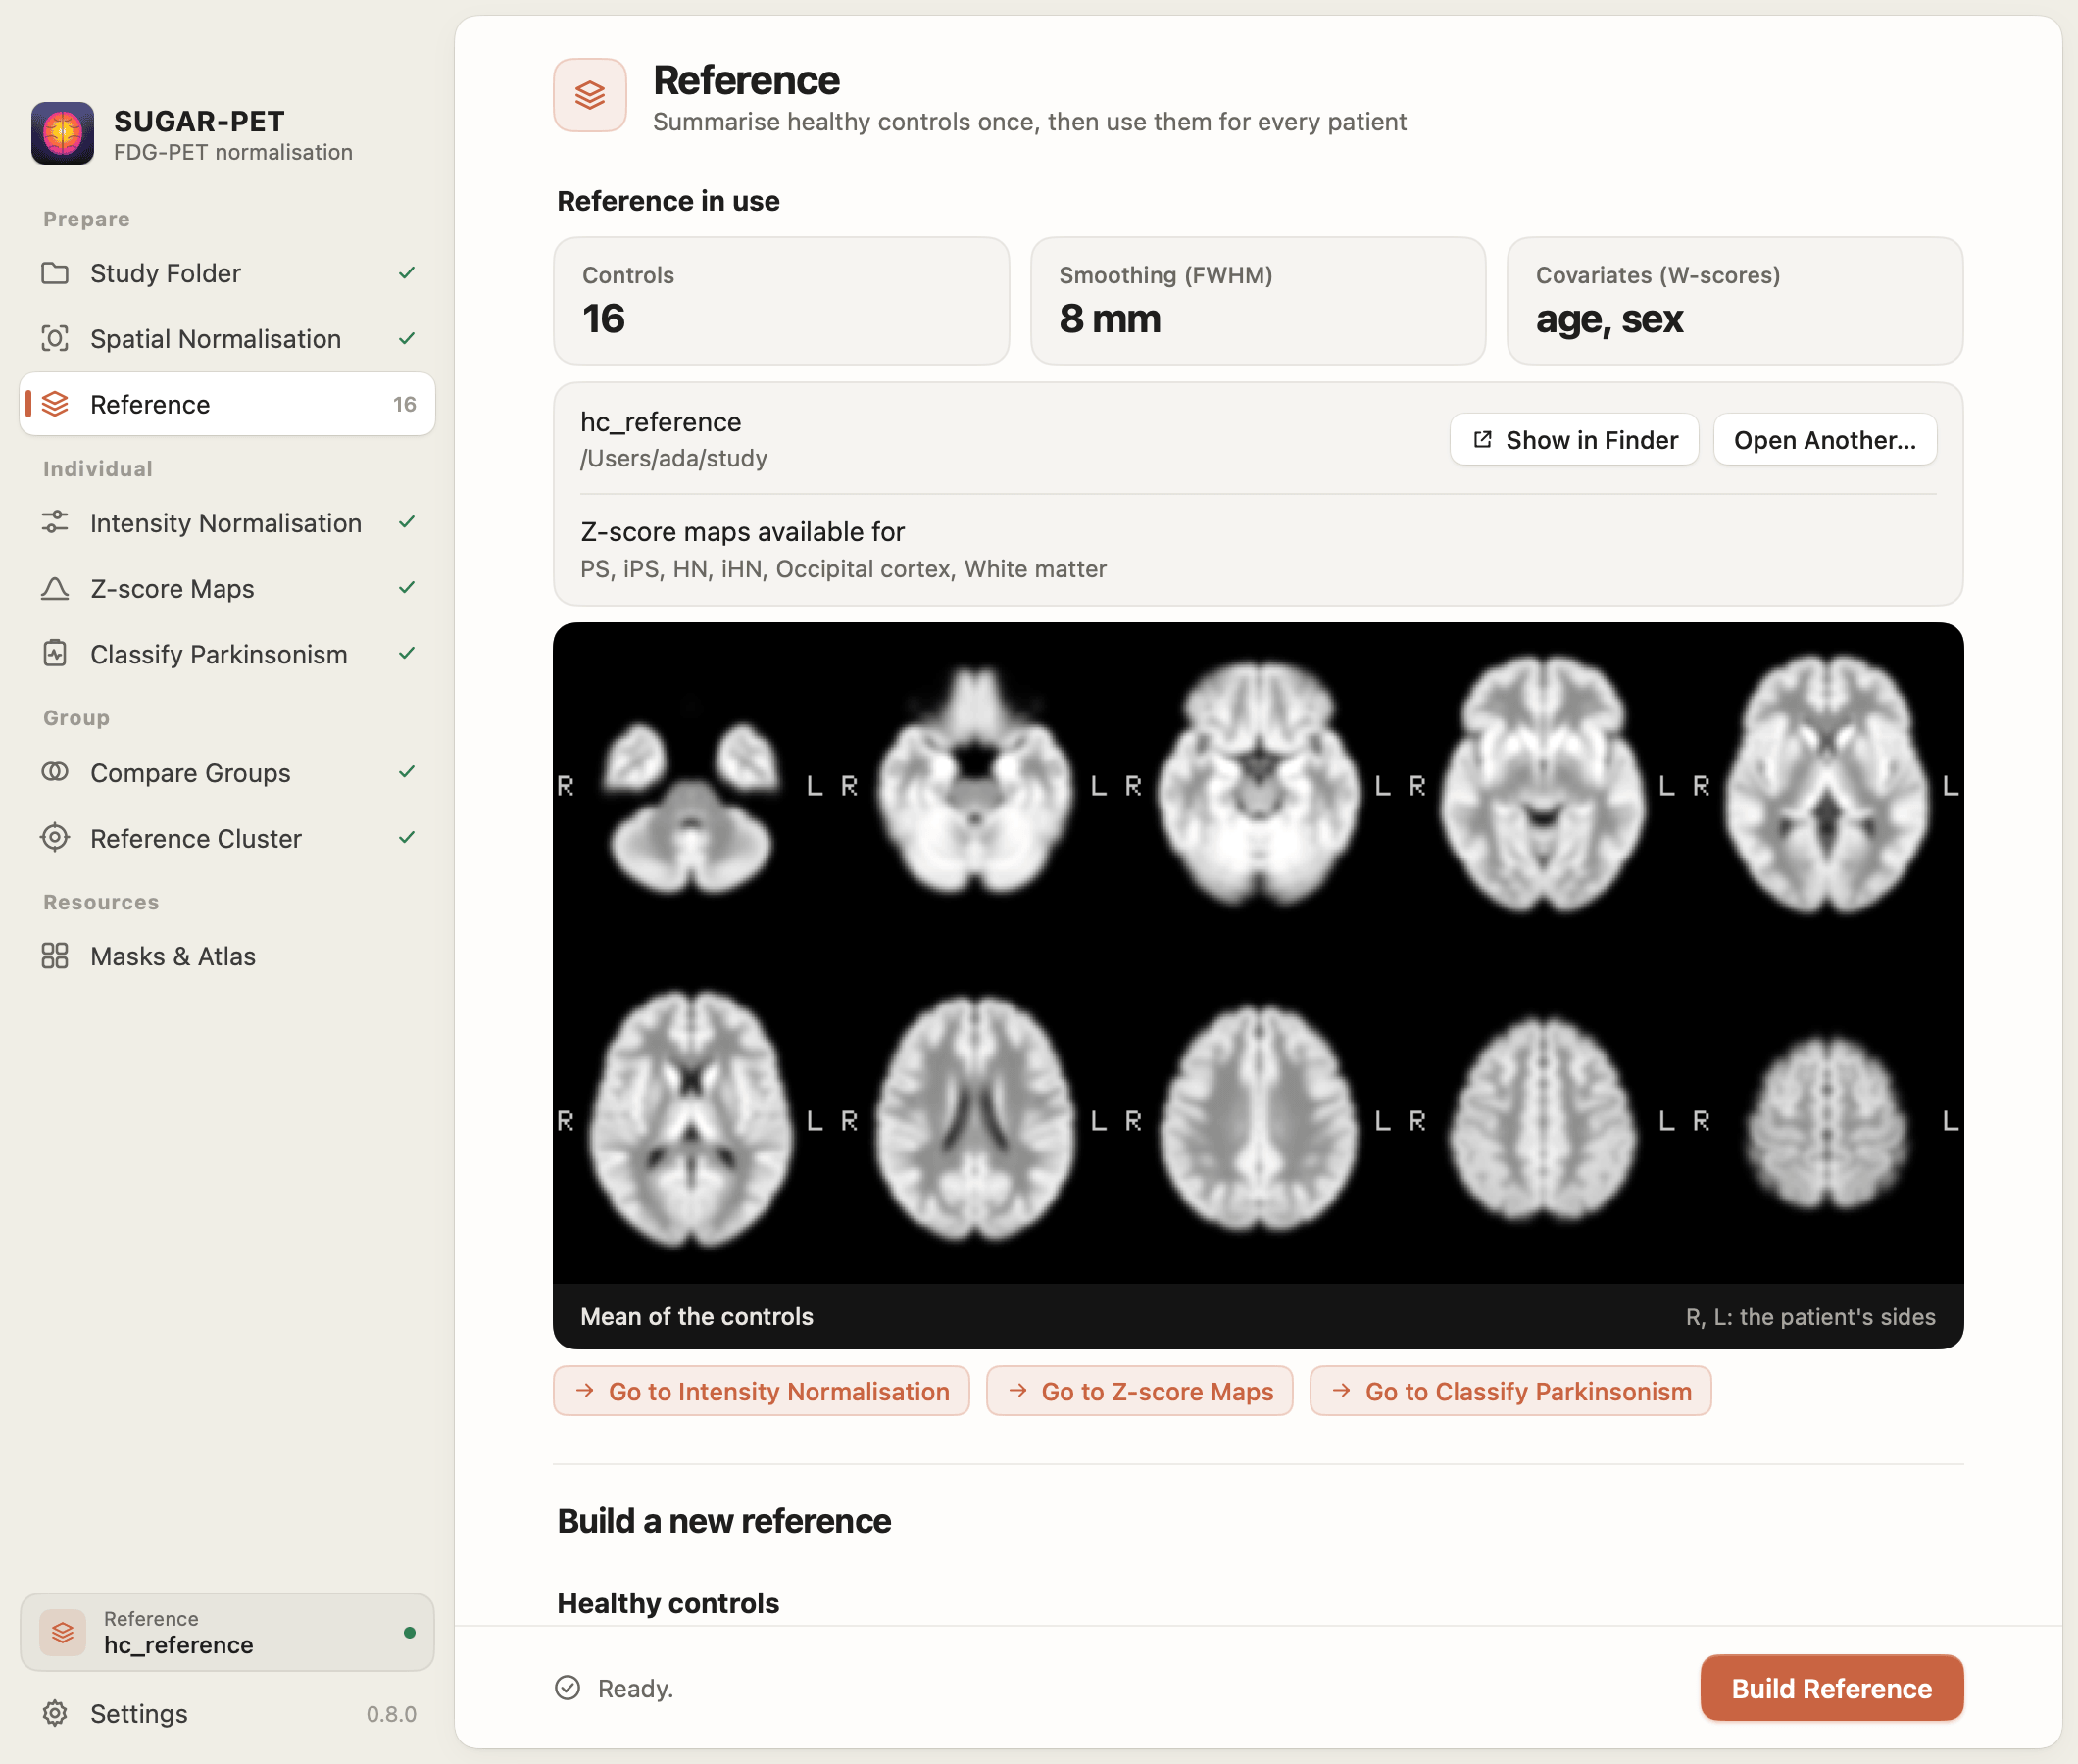 SUGAR-PET
FDG-PET normalisation
Prepare
Study Folder
Spatial Normalisation
Reference 16
Individual
Intensity Normalisation
Z-score Maps
Classify Parkinsonism
Group
Compare Groups
Reference Cluster
Resources
Masks & Atlas
Reference
hc_reference
Settings 0.8.0
Reference
Summarise healthy controls once, then use them for every patient
Reference in use
Controls
16
Smoothing (FWHM)
8 mm
Covariates (W-scores)
age, sex
hc_reference
/Users/ada/study
Show in Finder
Open Another...
Z-score maps available for
PS, iPS, HN, iHN, Occipital cortex, White matter
R L R L R L R L R L
R L R L R L R L R L
Mean of the controls
R, L: the patient's sides
Go to Intensity Normalisation
Go to Z-score Maps
Go to Classify Parkinsonism
Build a new reference
Healthy controls
Ready.
Build Reference